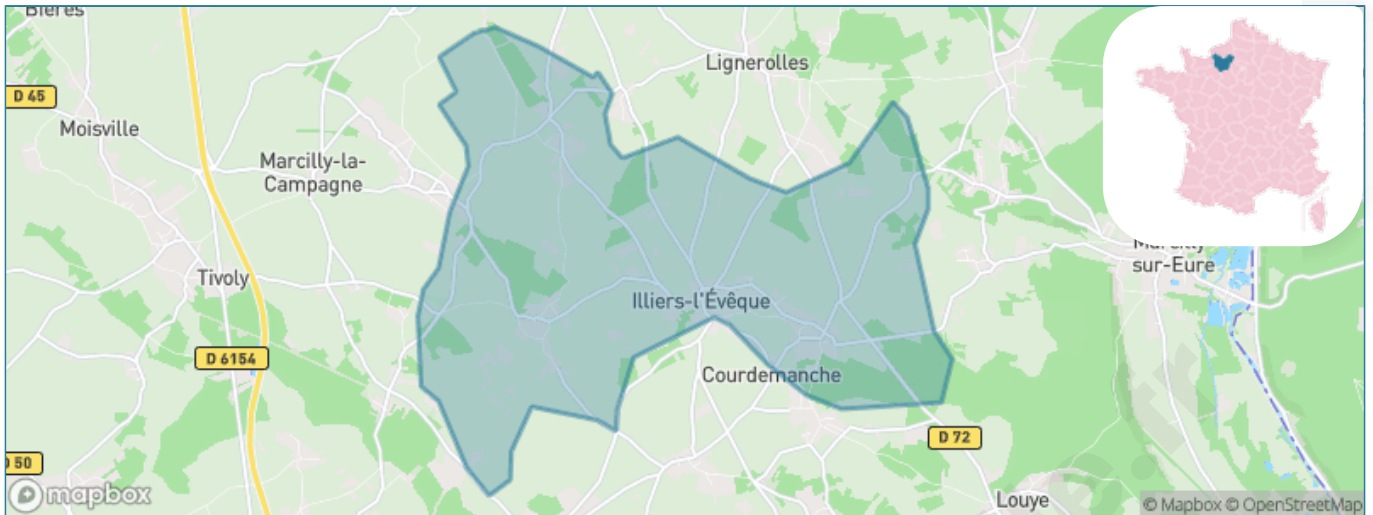 Bières
Lignerolles
D 45
Moisville
Marcilly-la-
Campagne
Marcilly-
sur-Eure
Tivoly
Illiers-l'Évêque
D 6154
Courdemanche
D 72
D 50
mapbox
Louye
© Mapbox © OpenStreetMap